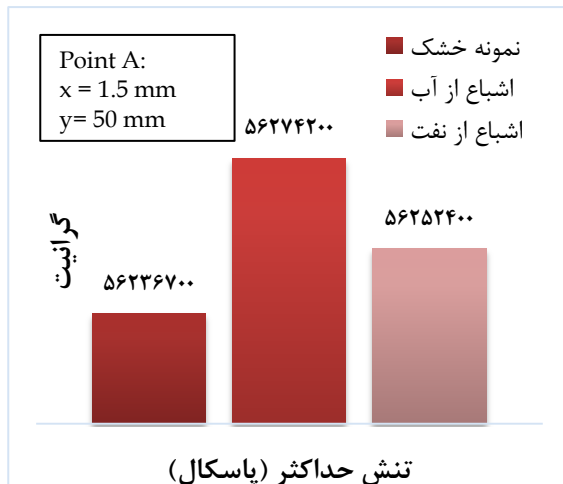 Point A:
x = 1.5 mm
y= 50 mm
نمونه خشک
اشباع از آب
اشباع از نفت
۵۶۲۷۴۲۰۰
۵۶۲۵۲۴۰۰
۵۶۲۳۶۷۰۰
گرانیت
تنش حداکثر (پاسکال)